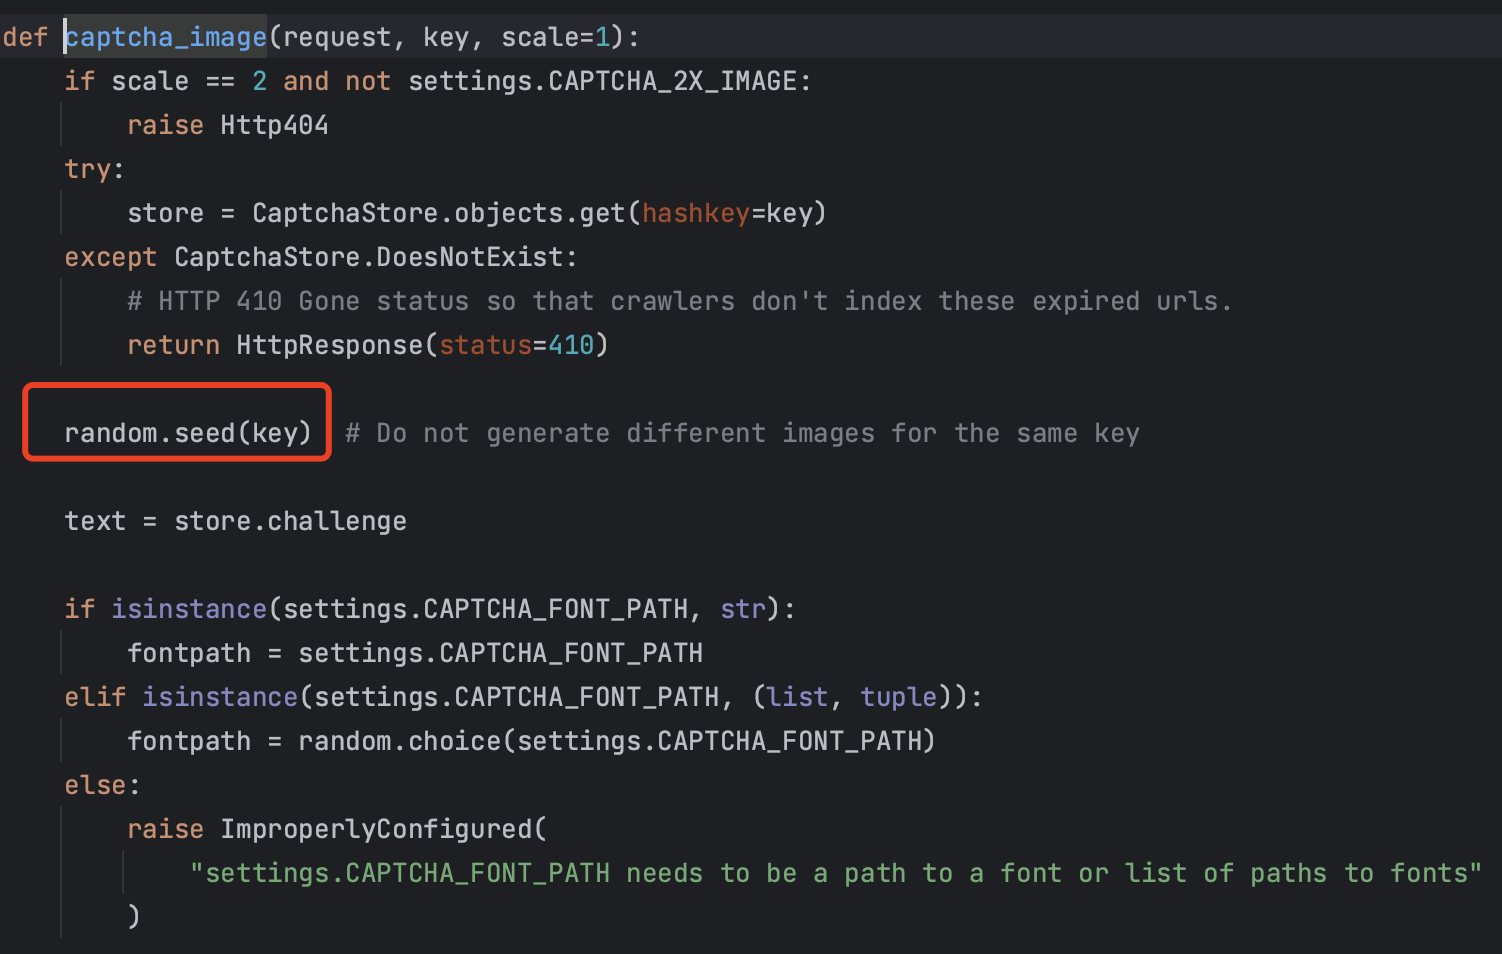 def captcha_image(request, key, scale=1):
    if scale == 2 and not settings.CAPTCHA_2X_IMAGE:
        raise Http404
    try:
        store = CaptchaStore.objects.get(hashkey=key)
    except CaptchaStore.DoesNotExist:
        # HTTP 410 Gone status so that crawlers don't index these expired urls.
        return HttpResponse(status=410)
    random.seed(key)  # Do not generate different images for the same key
    text = store.challenge
    if isinstance(settings.CAPTCHA_FONT_PATH, str):
        fontpath = settings.CAPTCHA_FONT_PATH
    elif isinstance(settings.CAPTCHA_FONT_PATH, (list, tuple)):
        fontpath = random.choice(settings.CAPTCHA_FONT_PATH)
    else:
        raise ImproperlyConfigured(
            "settings.CAPTCHA_FONT_PATH needs to be a path to a font or list of paths to fonts"
        )